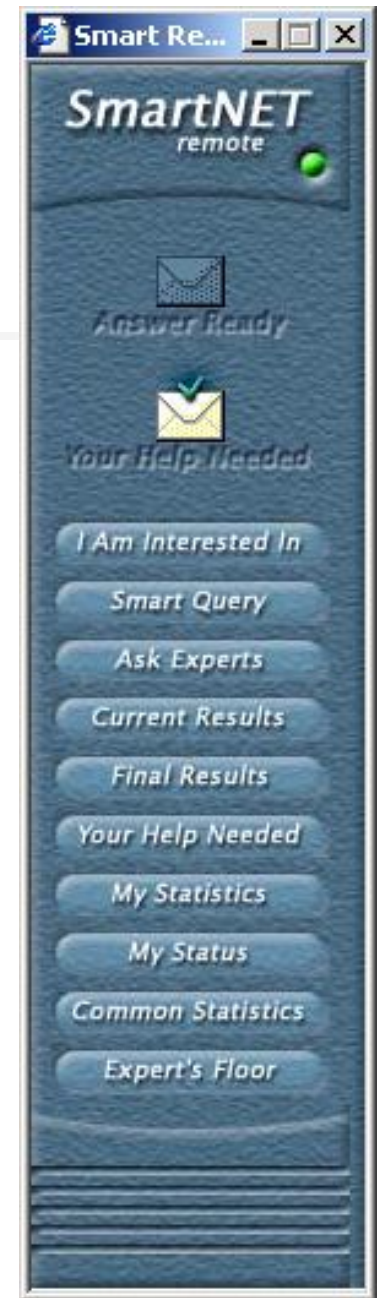 Smart Re...
SmartNET
remote
Answer Ready
Your Help Needed
I Am Interested In
Smart Query
Ask Experts
Current Results
Final Results
Your Help Needed
My Statistics
My Status
Common Statistics
Expert's Floor